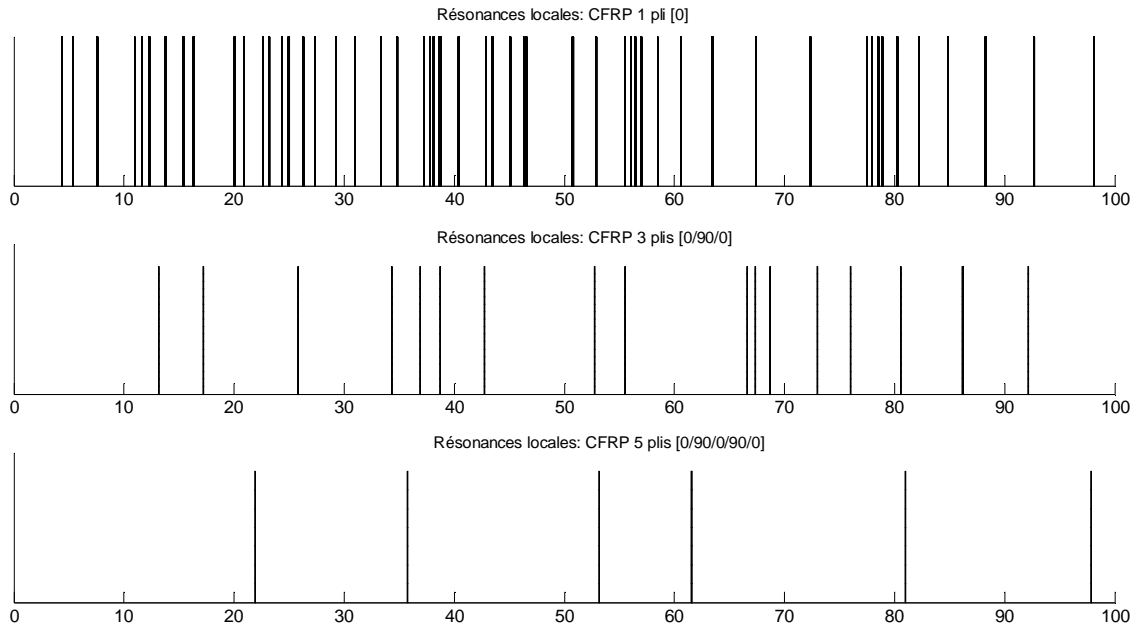 Résonances locales: CFRP 1 pli [0]
0 10 20 30 40 50 60 70 80 90 100
Résonances locales: CFRP 3 plis [0/90/0]
0 10 20 30 40 50 60 70 80 90 100
Résonances locales: CFRP 5 plis [0/90/0/90/0]
0 10 20 30 40 50 60 70 80 90 100